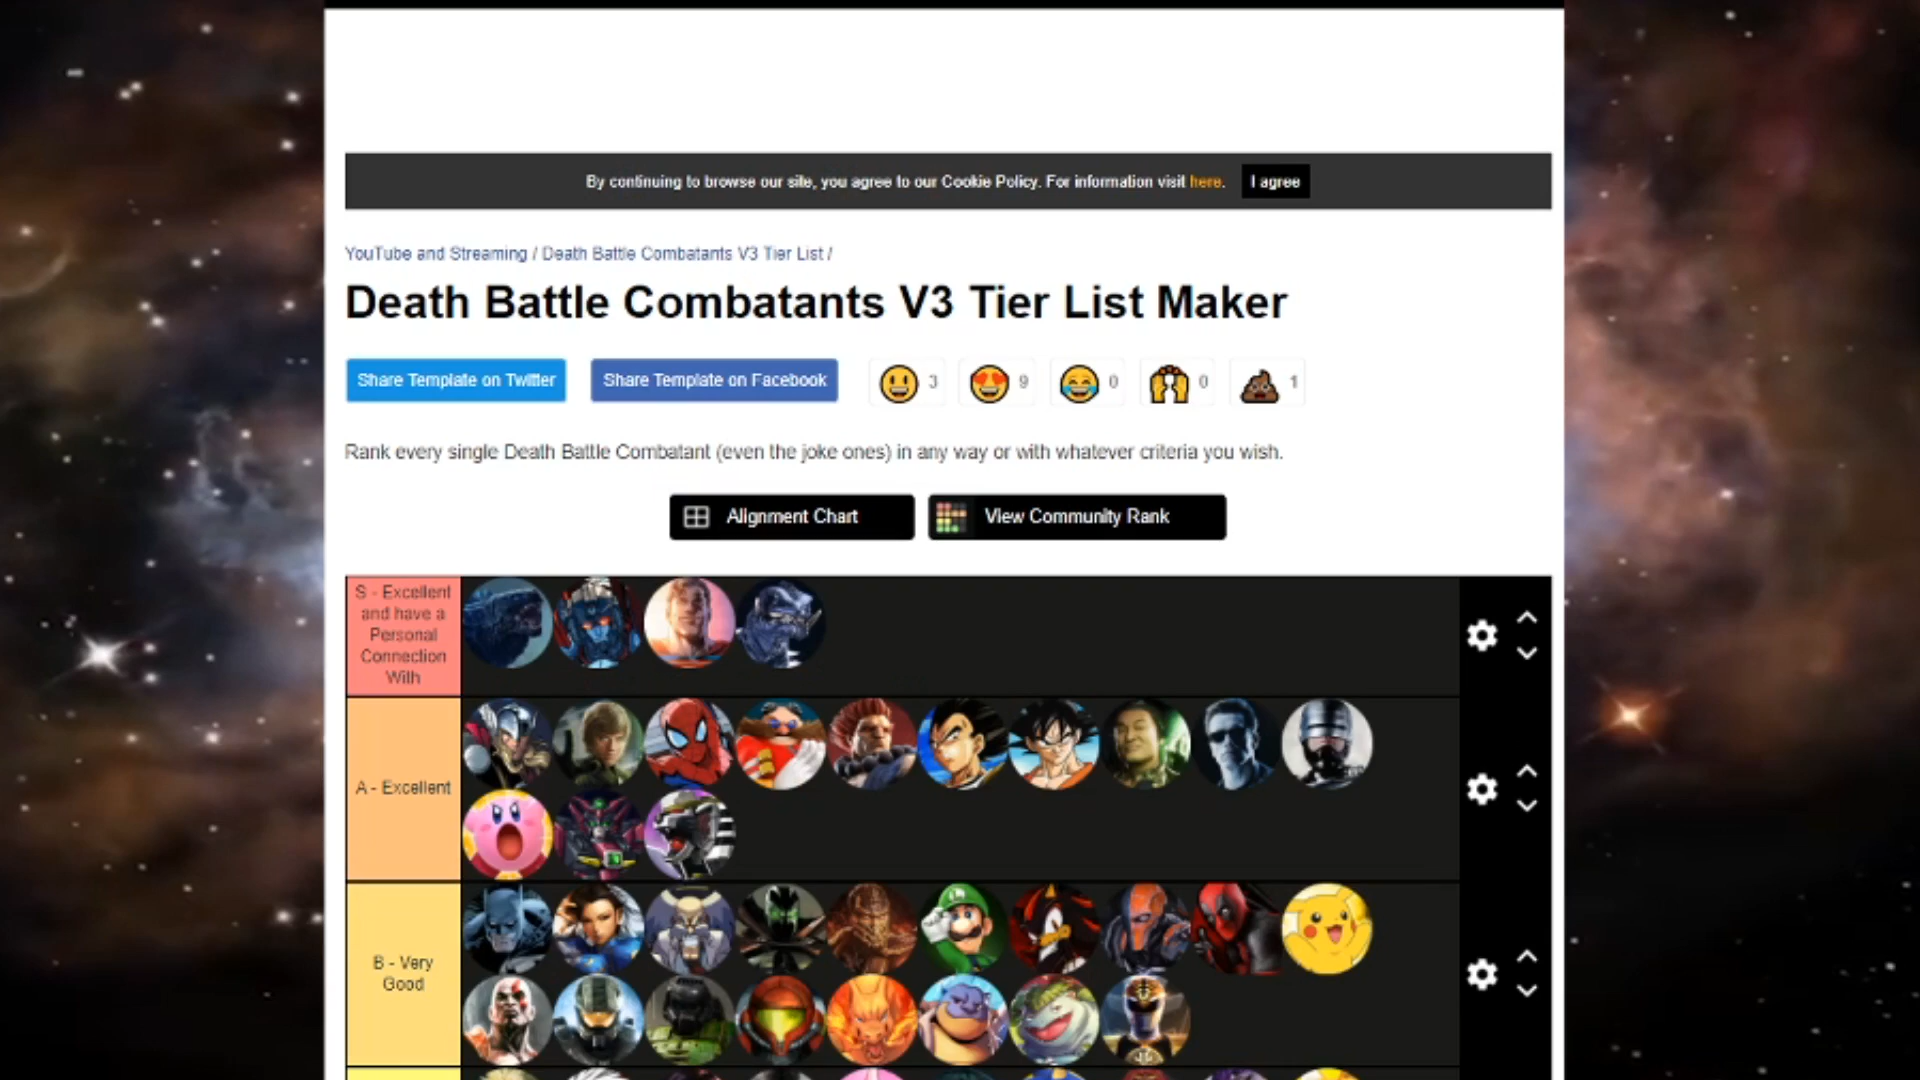 By continuing to browse our site, you agree to our Cookie Policy. For information visit here. I agree
YouTube and Streaming / Death Battle Combatants V3 Tier List /
Death Battle Combatants V3 Tier List Maker
Share Template on Twitter Share Template on Facebook 3 9 0 0 1
Rank every single Death Battle Combatant (even the joke ones) in any way or with whatever criteria you wish.
Alignment Chart View Community Rank
S - Excellent
and have a
Personal
Connection
With
A - Excellent
B - Very
Good